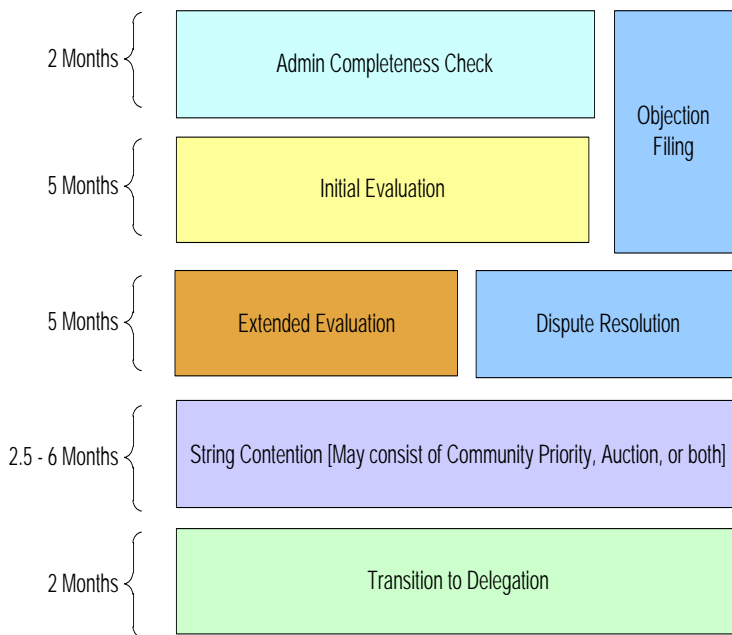 2 Months
Admin Completeness Check
Objection
Filing
5 Months
Initial Evaluation
5 Months
Extended Evaluation
Dispute Resolution
2.5 - 6 Months
String Contention [May consist of Community Priority, Auction, or both]
2 Months
Transition to Delegation